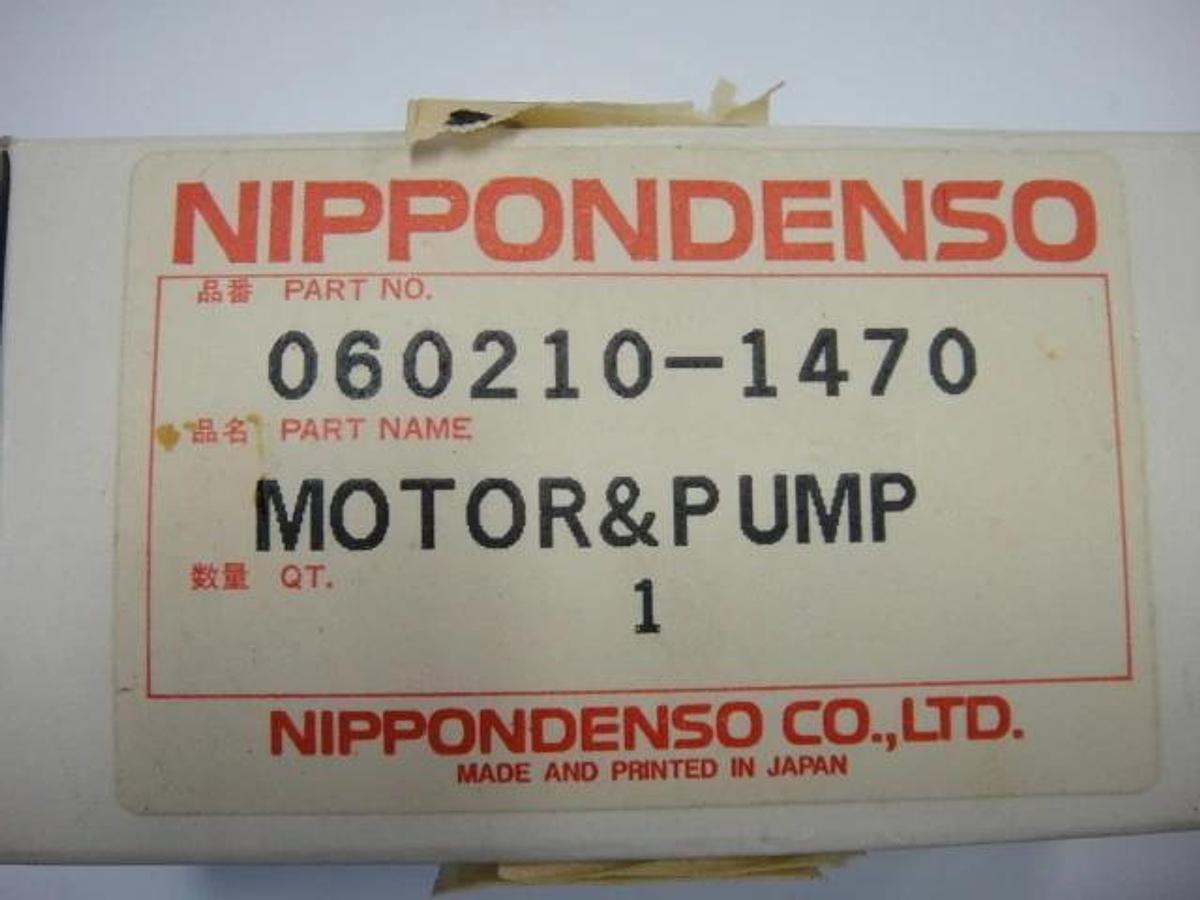 NIPPONDENSO
品番 PART NO.
060210-1470
品名 PART NAME
MOTOR&PUMP
数量 QT.
1
NIPPONDENSO CO.,LTD.
MADE AND PRINTED IN JAPAN